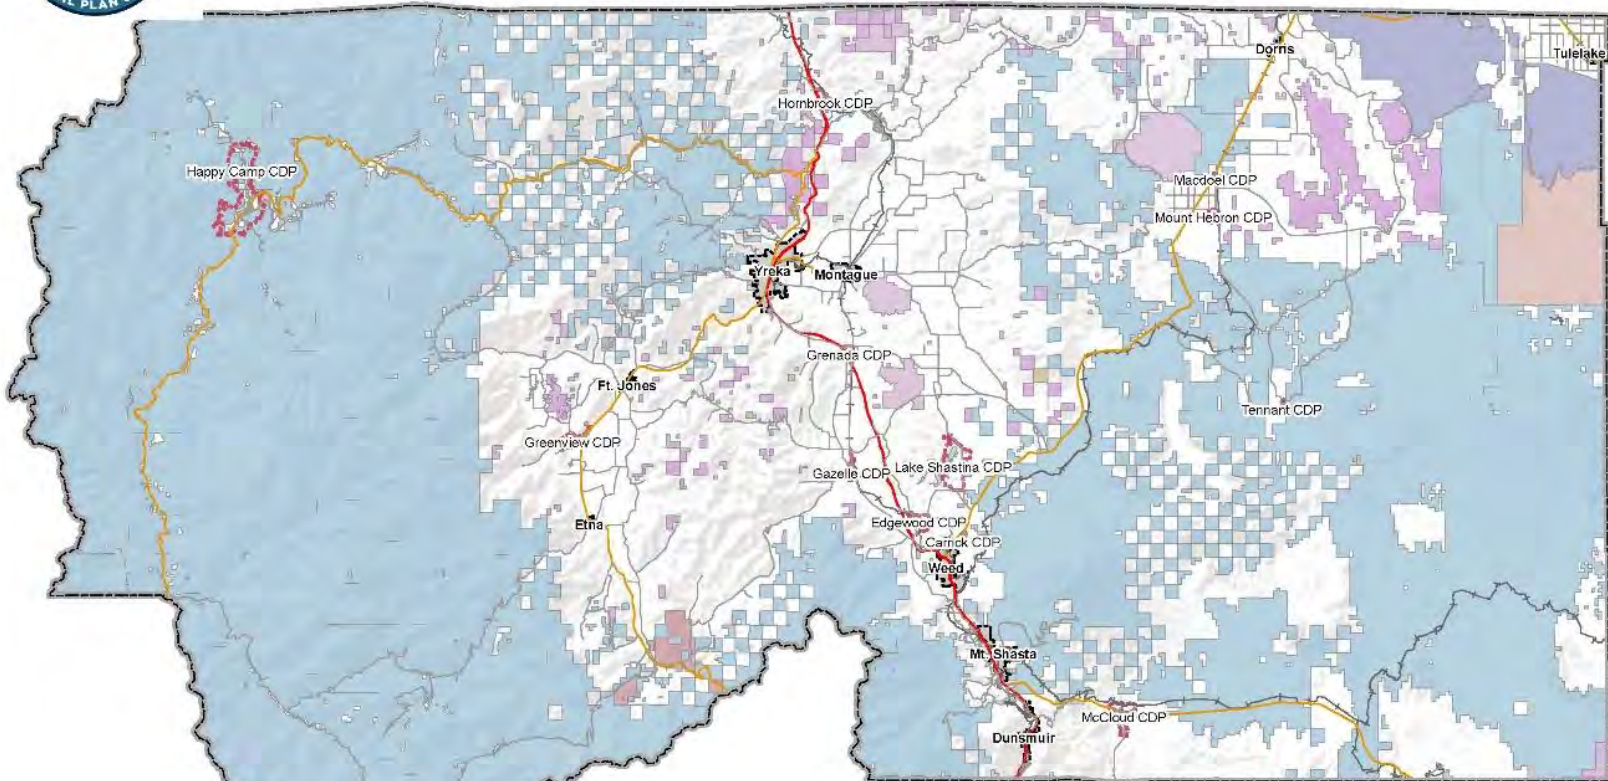 AL PLAN
Dorris
Tulelake
Hornbrook CDP
Happy Camp CDP
Macdoel CDP
Mount Hebron CDP
Yreka
Montague
Grenada CDP
Ft. Jones
Tennant CDP
Greenview CDP
Gazelle CDP
Lake Shastina CDP
Etna
Edgewood CDP
Carrick CDP
Weed
Mt. Shasta
McCloud CDP
Dunsmuir